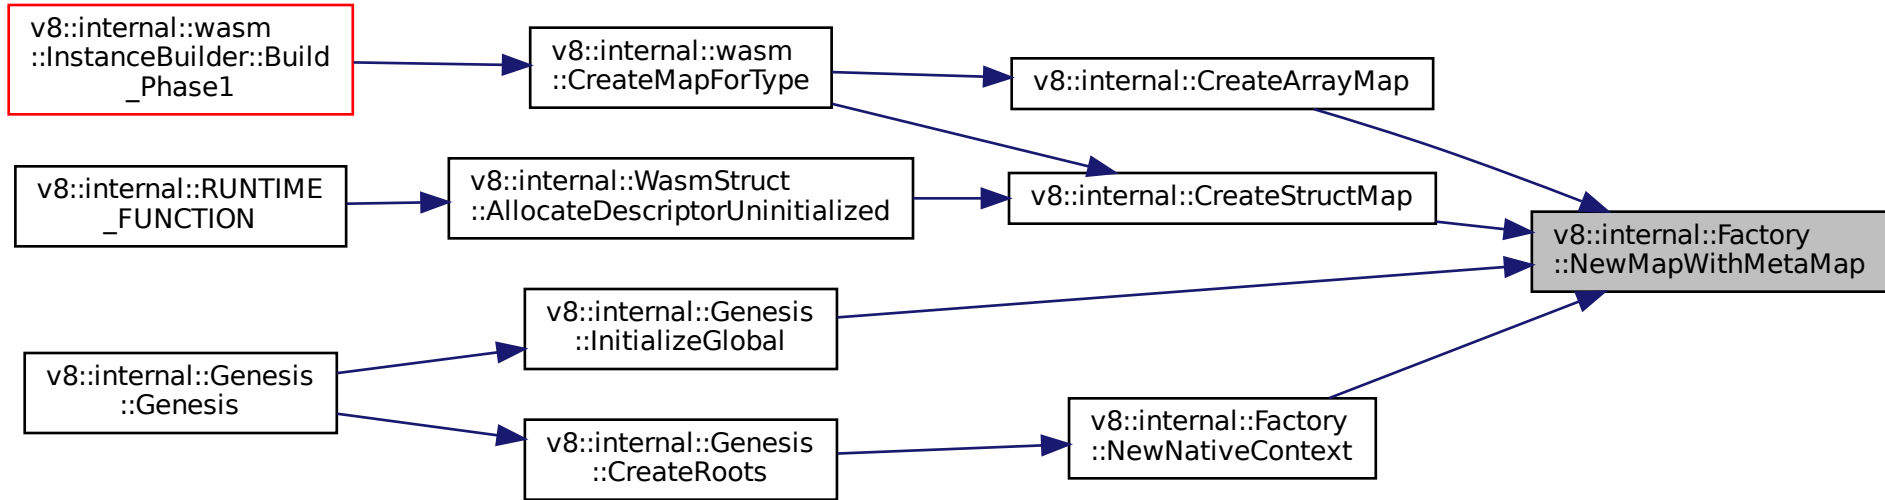 v8::internal::wasm
::InstanceBuilder::Build
_Phase1
v8::internal::wasm
::CreateMapForType
v8::internal::CreateArrayMap
v8::internal::RUNTIME
_FUNCTION
v8::internal::WasmStruct
::AllocateDescriptorUninitialized
v8::internal::CreateStructMap
v8::internal::Factory
::NewMapWithMetaMap
v8::internal::Genesis
::InitializeGlobal
v8::internal::Genesis
::Genesis
v8::internal::Genesis
::CreateRoots
v8::internal::Factory
::NewNativeContext